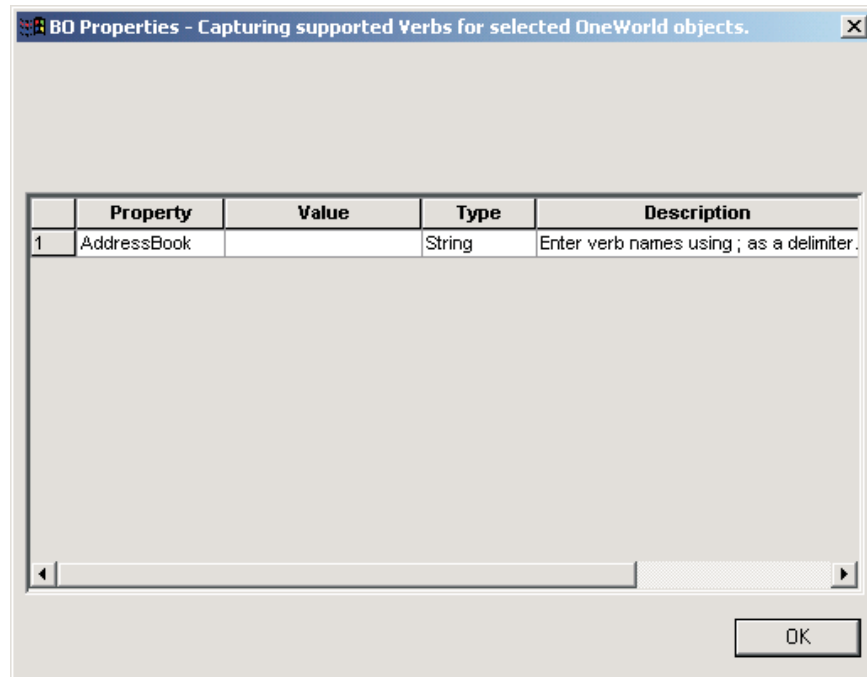 BO Properties - Capturing supported Verbs for selected OneWorld objects.
Property Value Type Description
1 AddressBook String Enter verb names using ; as a delimiter.
OK